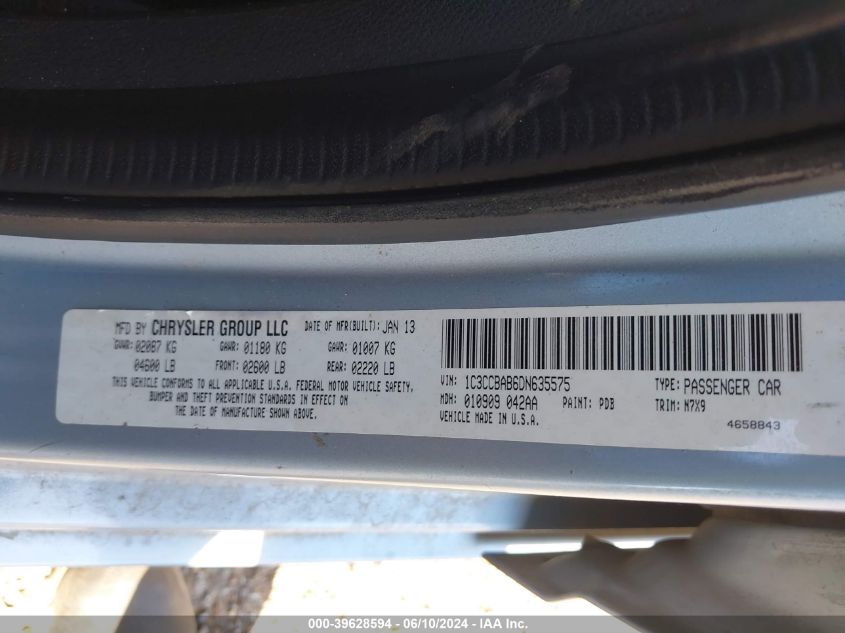 MFD BY CHRYSLER GROUP LLC DATE OF MFR(BUILT): JAN 13
GVWR: 02087 KG GAWR: 01180 KG GAWR: 01007 KG
04600 LB FRONT: 02600 LB REAR: 02220 LB
THIS VEHICLE CONFORMS TO ALL APPLICABLE U.S.A. FEDERAL MOTOR VEHICLE SAFETY,
BUMPER AND THEFT PREVENTION STANDARDS IN EFFECT ON
THE DATE OF MANUFACTURE SHOWN ABOVE.
VIN: 1C3CCBAB6DN635575 TYPE: PASSENGER CAR
MDH: 010909 042AA PAINT: PDB TRIM: N7X9
VEHICLE MADE IN U.S.A.
4658843
000-39628594 - 06/10/2024 - IAA Inc.